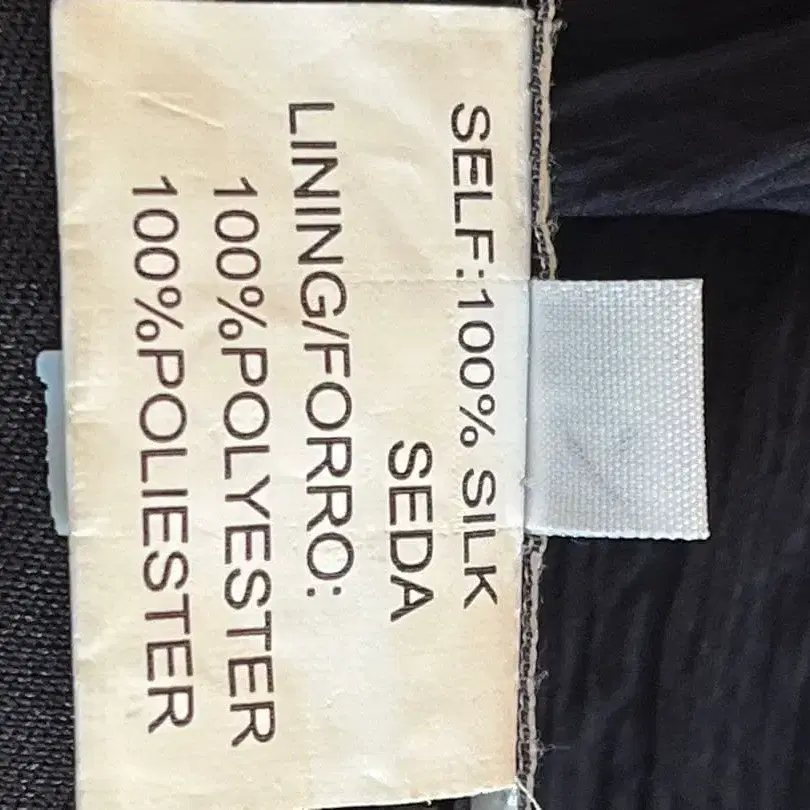 SELF:100% SILK
SEDA
LINING/FORRO:
100%POLYESTER
100%POLIESTER